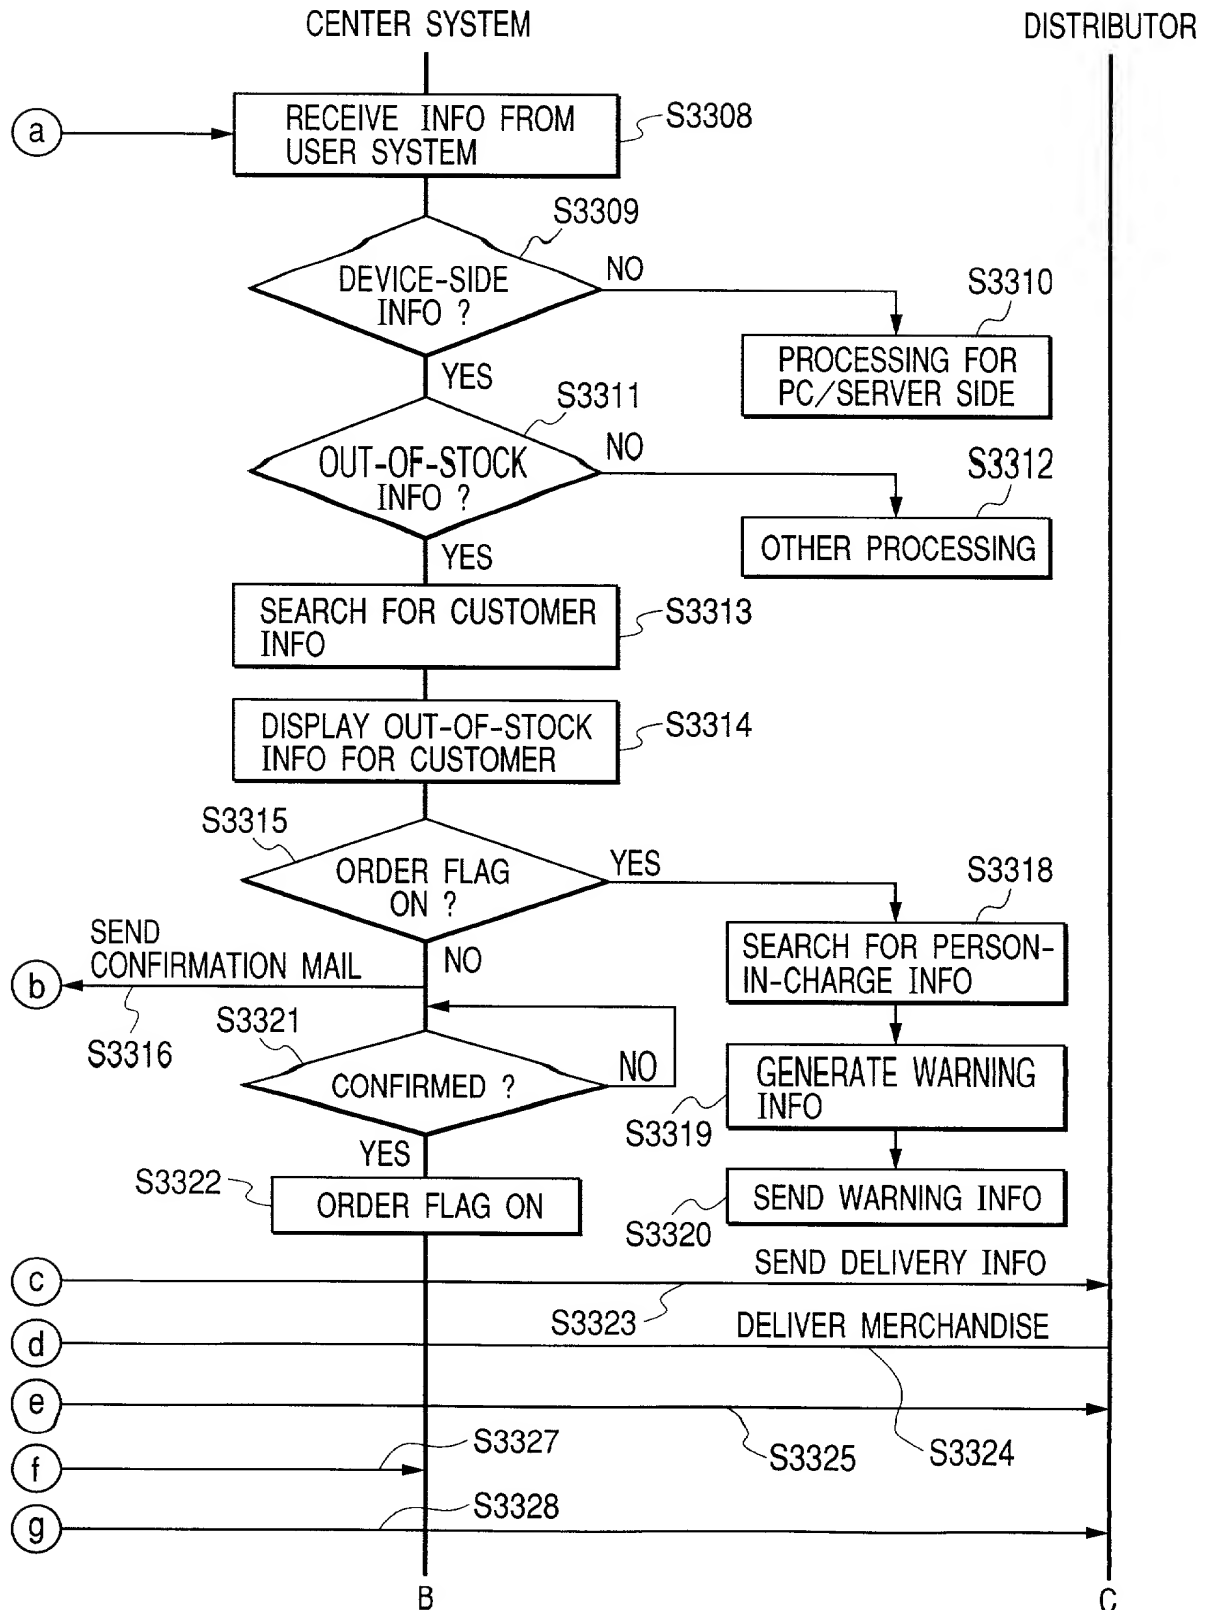 CENTER SYSTEM
DISTRIBUTOR
a
RECEIVE INFO FROM
USER SYSTEM
S3308
S3309
DEVICE-SIDE
INFO ?
NO
S3310
PROCESSING FOR
PC/SERVER SIDE
YES
S3311
OUT-OF-STOCK
INFO ?
NO
S3312
OTHER PROCESSING
YES
SEARCH FOR CUSTOMER
INFO
S3313
DISPLAY OUT-OF-STOCK
INFO FOR CUSTOMER
S3314
S3315
ORDER FLAG
ON ?
YES
S3318
SEARCH FOR PERSON-
IN-CHARGE INFO
NO
SEND
CONFIRMATION MAIL
b
S3316
S3321
CONFIRMED ?
NO
GENERATE WARNING
INFO
S3319
YES
S3322
ORDER FLAG ON
SEND WARNING INFO
S3320
c
SEND DELIVERY INFO
S3323
d
DELIVER MERCHANDISE
S3324
e
S3325
f
S3327
g
S3328
B
C